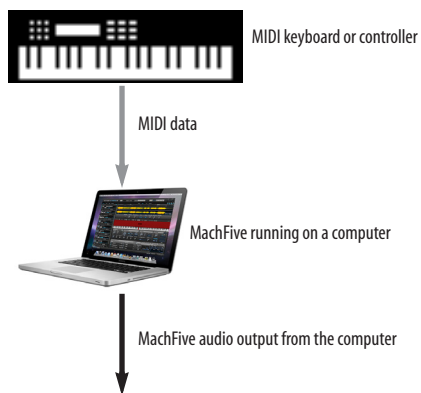 MIDI keyboard or controller
MIDI data
MachFive running on a computer
MachFive audio output from the computer